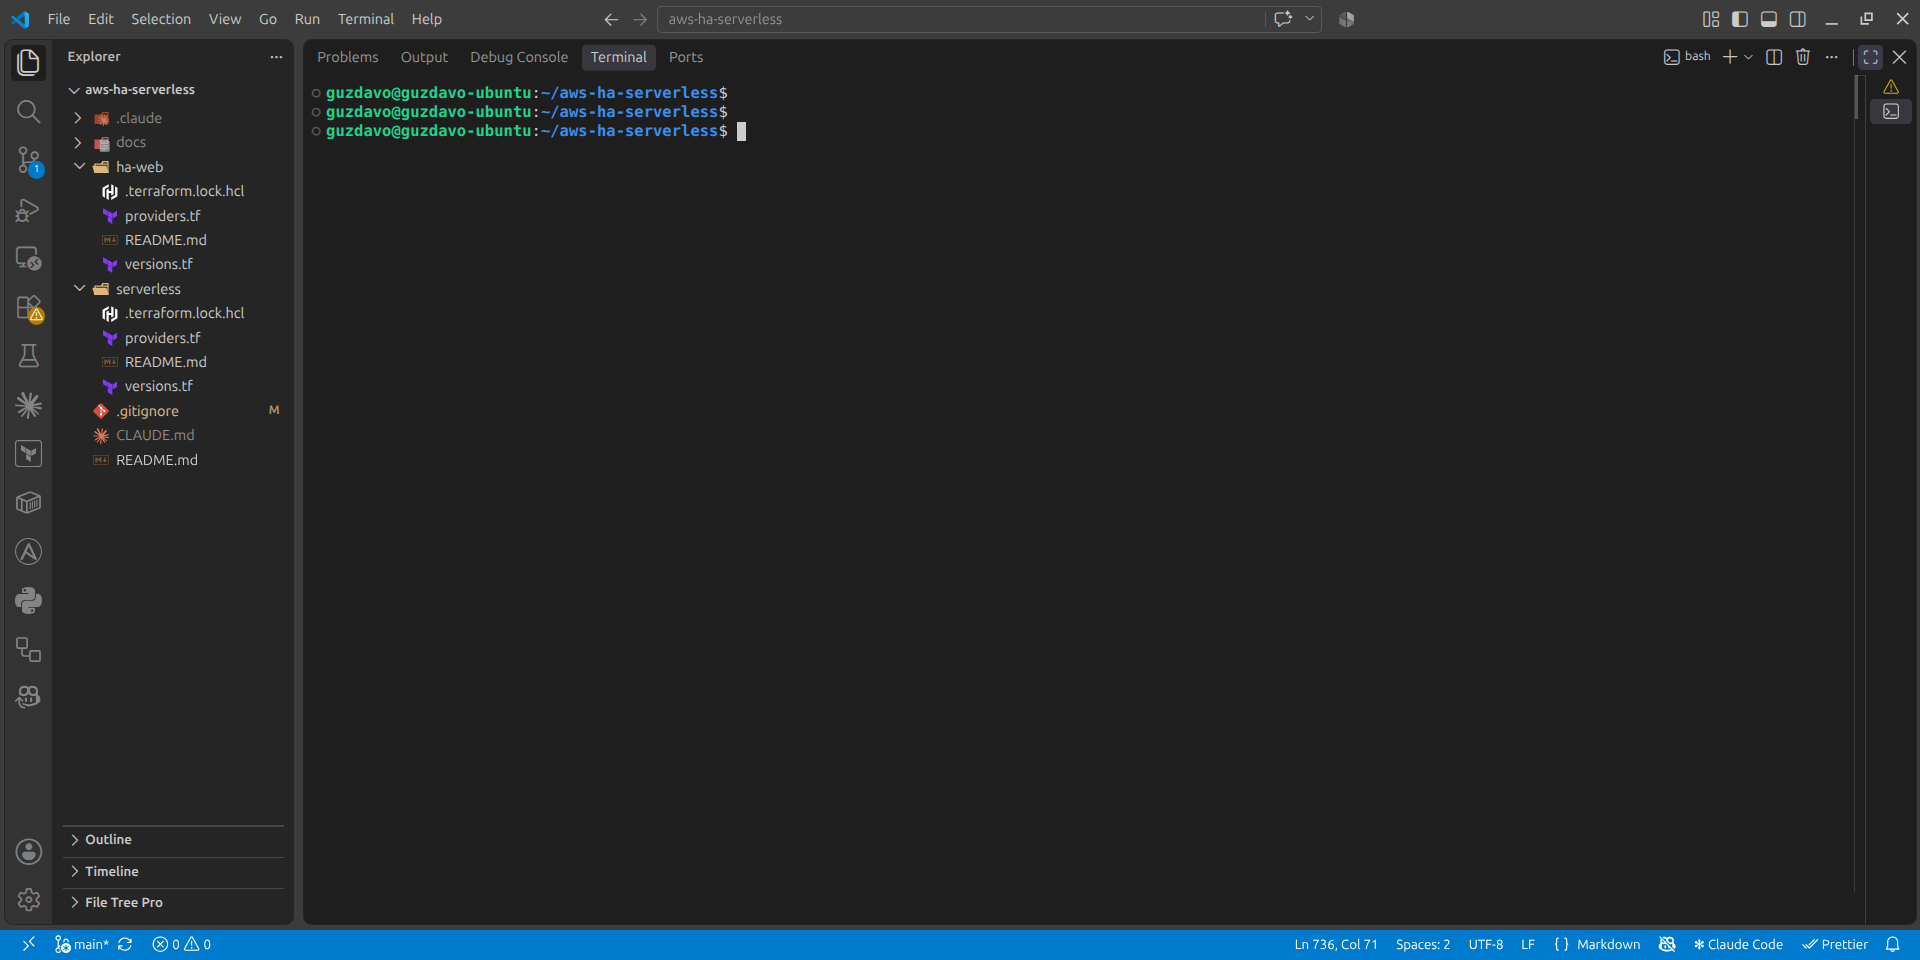 File Edit Selection View Go Run Terminal Help
aws-ha-serverless
Explorer
aws-ha-serverless
.claude
docs
ha-web
.terraform.lock.hcl
providers.tf
README.md
versions.tf
serverless
.terraform.lock.hcl
providers.tf
README.md
versions.tf
.gitignore M
CLAUDE.md
README.md
Outline
Timeline
File Tree Pro
1
Problems Output Debug Console Terminal Ports
bash
guzdavo@guzdavo-ubuntu:~/aws-ha-serverless$
guzdavo@guzdavo-ubuntu:~/aws-ha-serverless$
guzdavo@guzdavo-ubuntu:~/aws-ha-serverless$
main* 0 0
Ln 736, Col 71 Spaces: 2 UTF-8 LF {} Markdown Claude Code Prettier